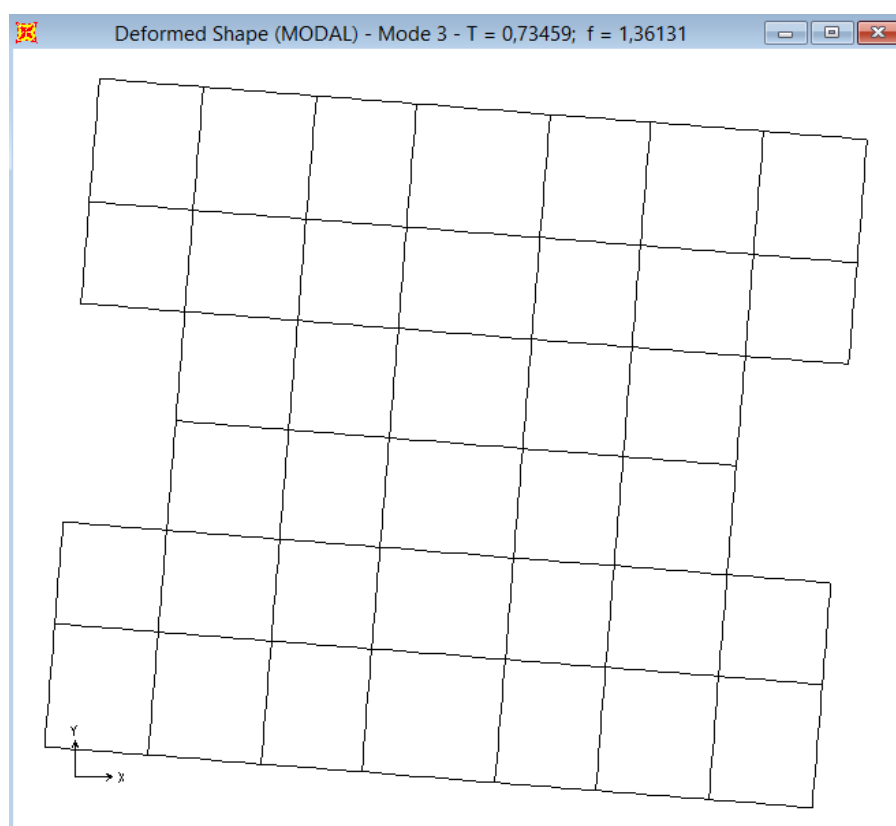 Deformed Shape (MODAL) - Mode 3 - T = 0,73459; f = 1,36131
Y
X